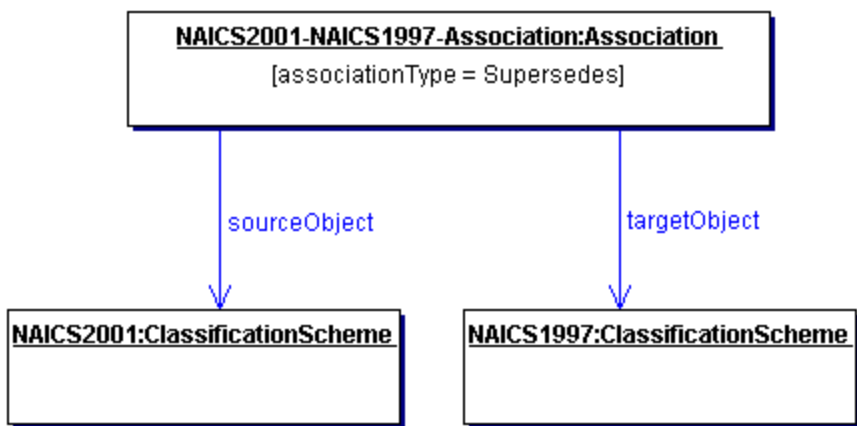 NAICS2001-NAICS1997-Association:Association
[associationType = Supersedes]
sourceObject
targetObject
NAICS2001:ClassificationScheme
NAICS1997:ClassificationScheme